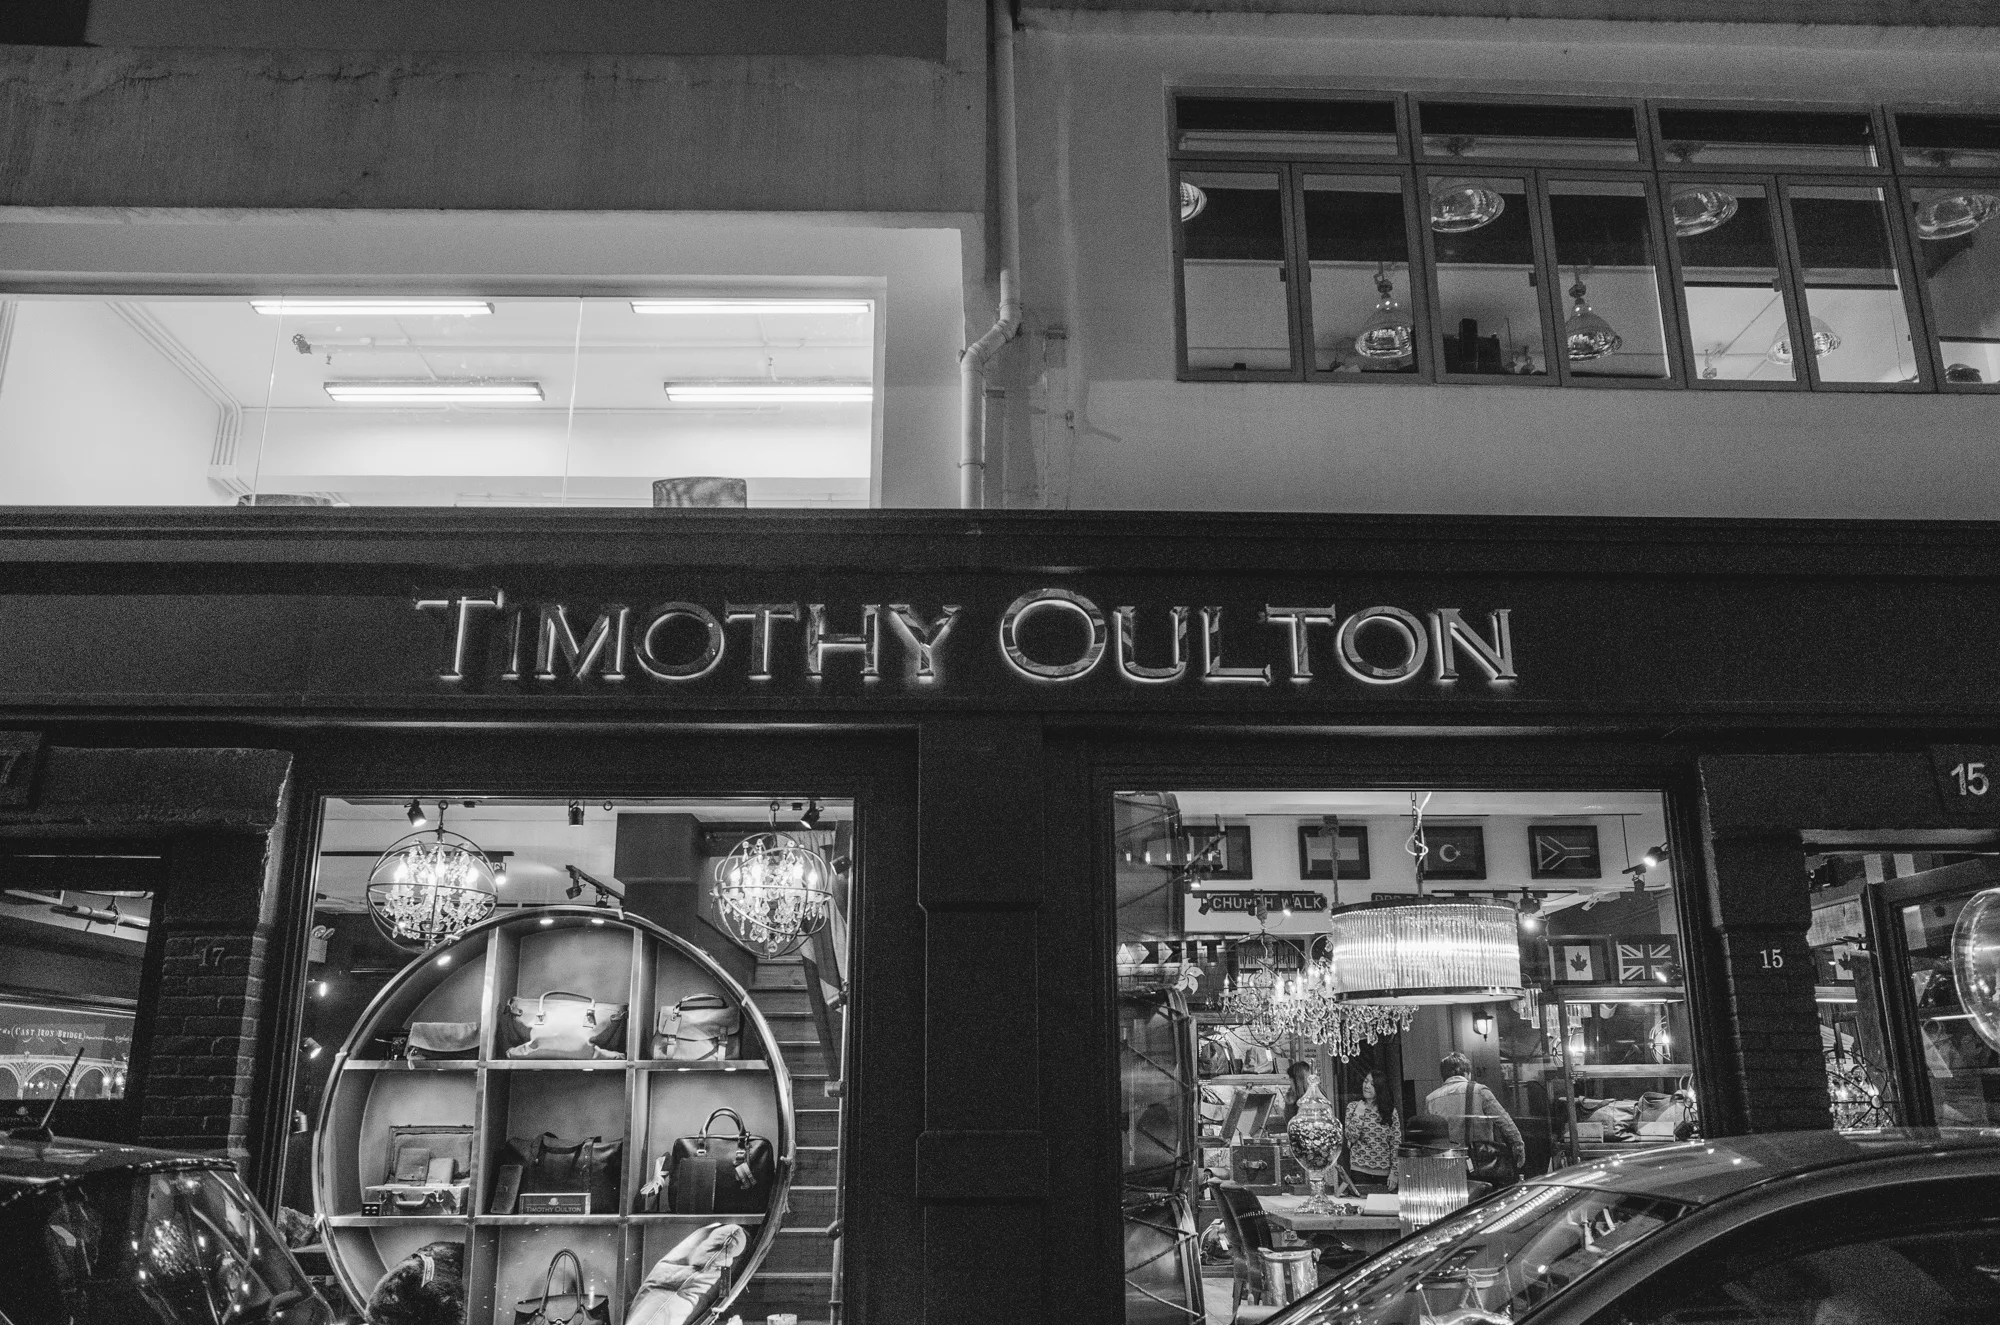 TIMOTHY OULTON
15
CHURCH WALK
17
15
CAST IRON BRIDGE
TIMOTHY OULTON